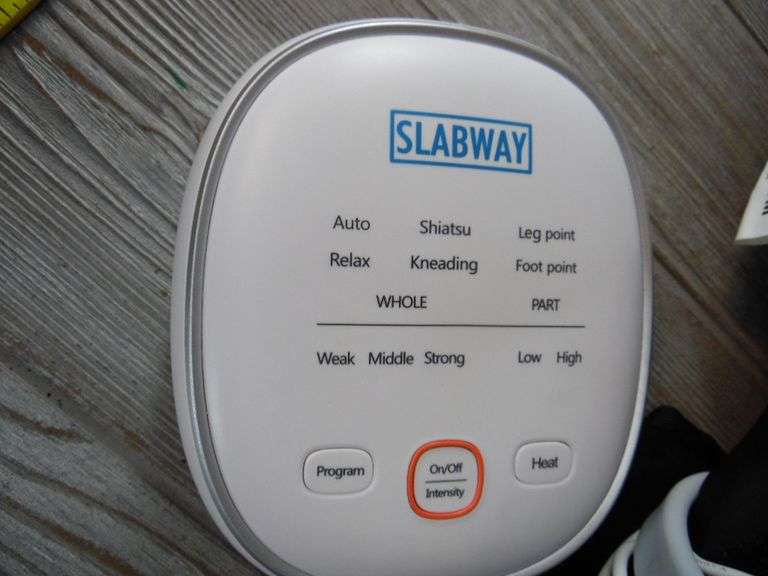 SLABWAY
Auto Shiatsu Leg point
Relax Kneading Foot point
WHOLE PART
Weak Middle Strong Low High
Program On/Off Heat
Intensity